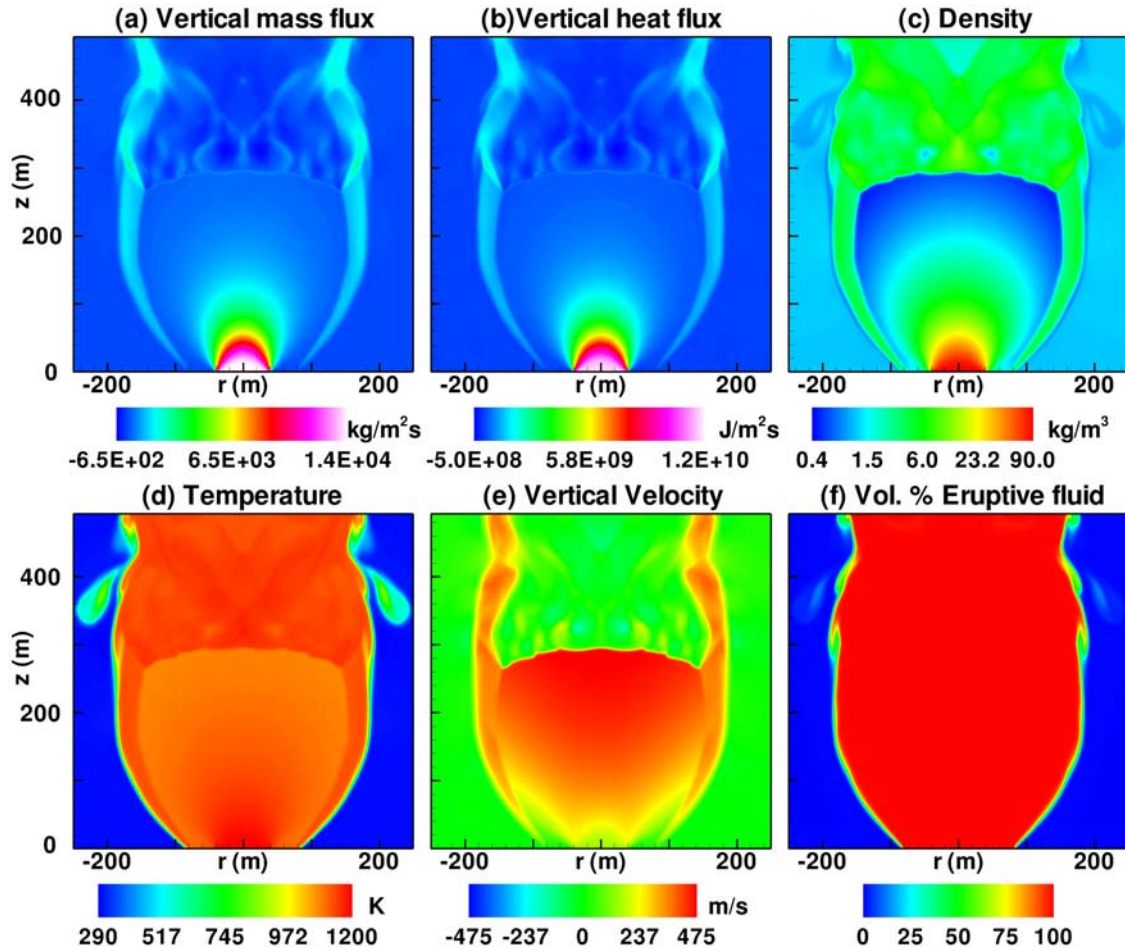 (a) Vertical mass flux
(b)Vertical heat flux
(c) Density
z (m)
400
200
0
-200 r (m) 200
-200 r (m) 200
-200 r (m) 200
kg/m²s
-6.5E+02 6.5E+03 1.4E+04
J/m²s
-5.0E+08 5.8E+09 1.2E+10
kg/m³
0.4 1.5 6.0 23.2 90.0
(d) Temperature
(e) Vertical Velocity
(f) Vol. % Eruptive fluid
z (m)
400
200
0
-200 r (m) 200
-200 r (m) 200
-200 r (m) 200
K
290 517 745 972 1200
m/s
-475 -237 0 237 475
0 25 50 75 100